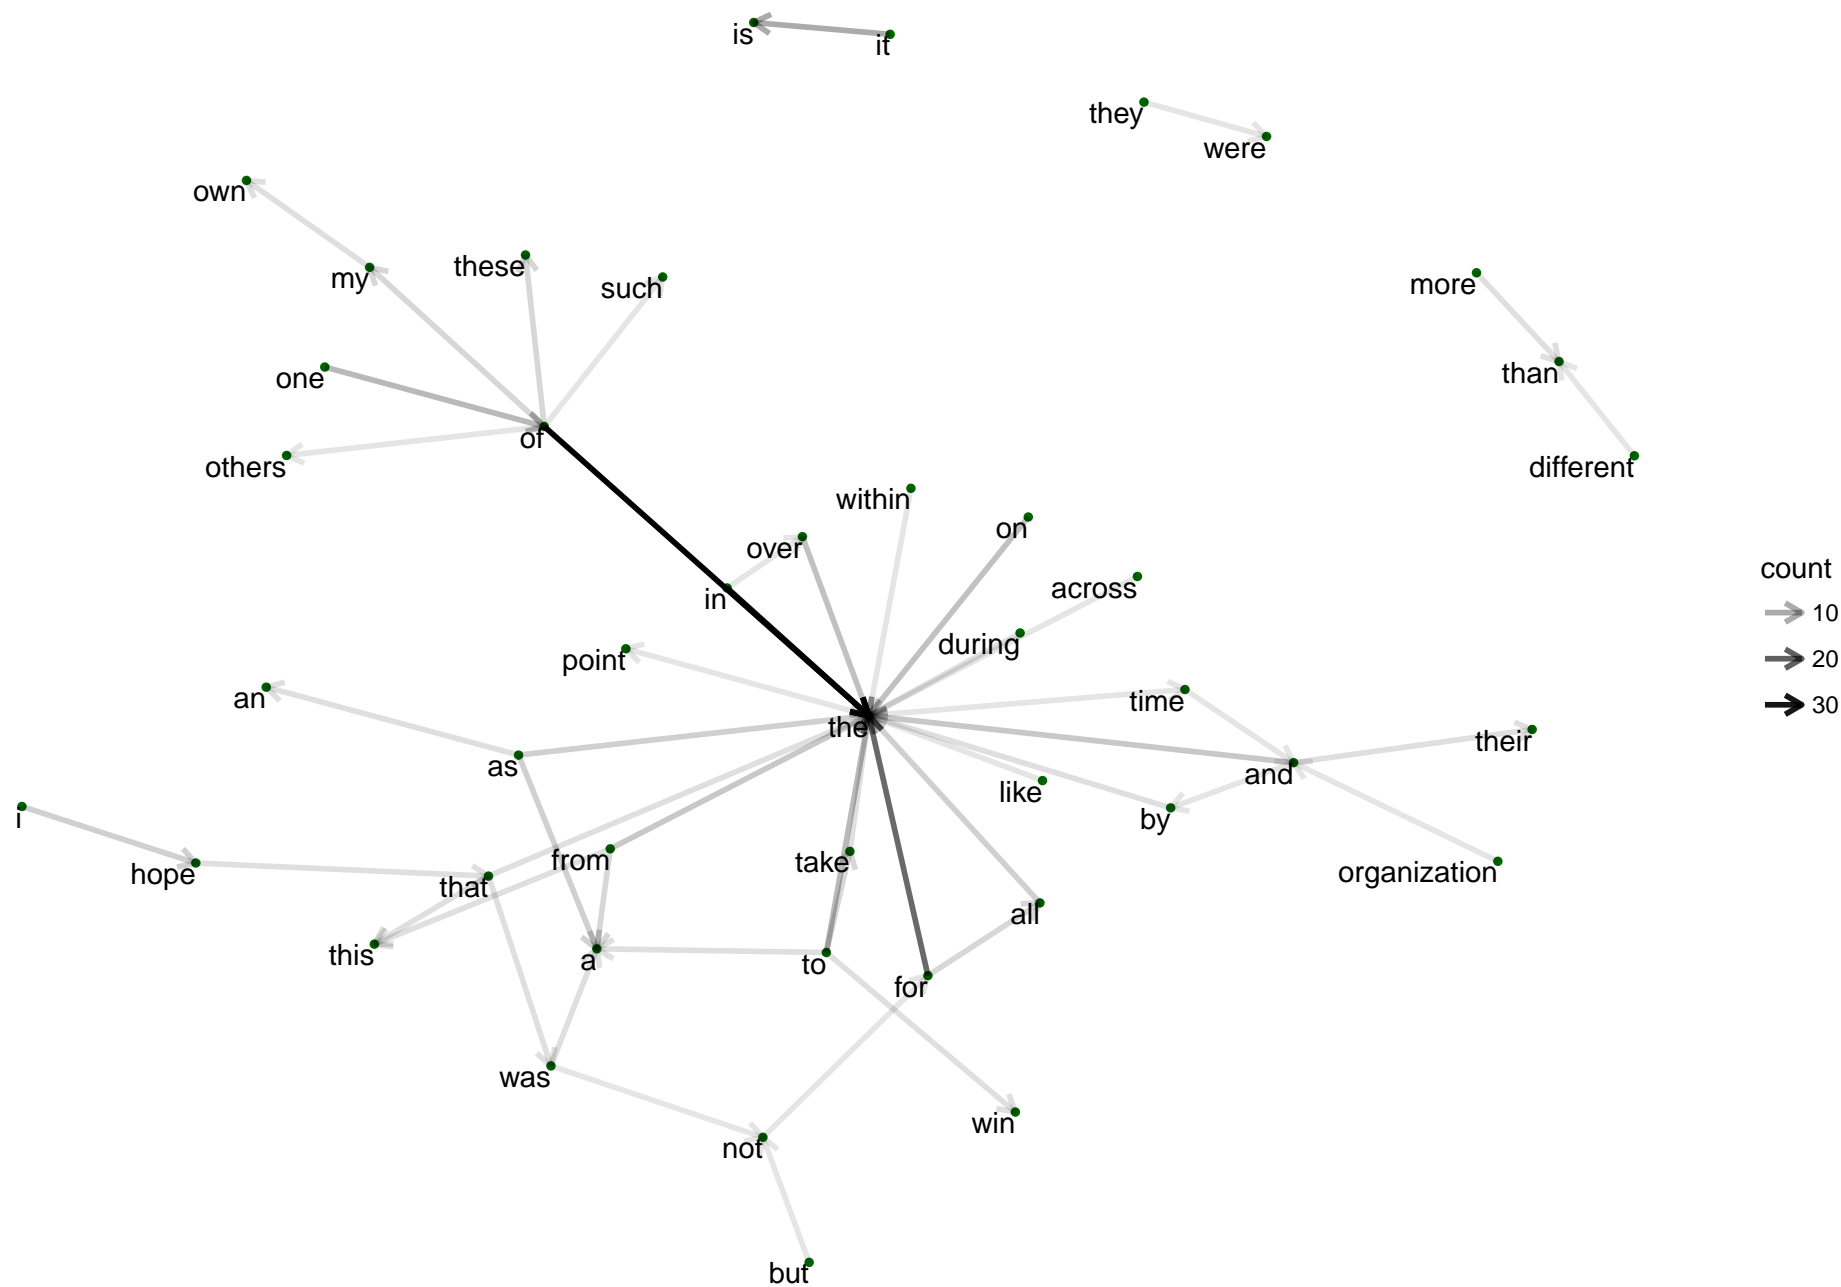 is
it
they
were
own
my
these
such
more
one
than
of
others
different
within
on
over
count
across
in
10
during
point
20
an
time
30
the
their
as
and
like
i
by
from
take
hope
organization
that
all
this
a
to
for
was
win
not
but